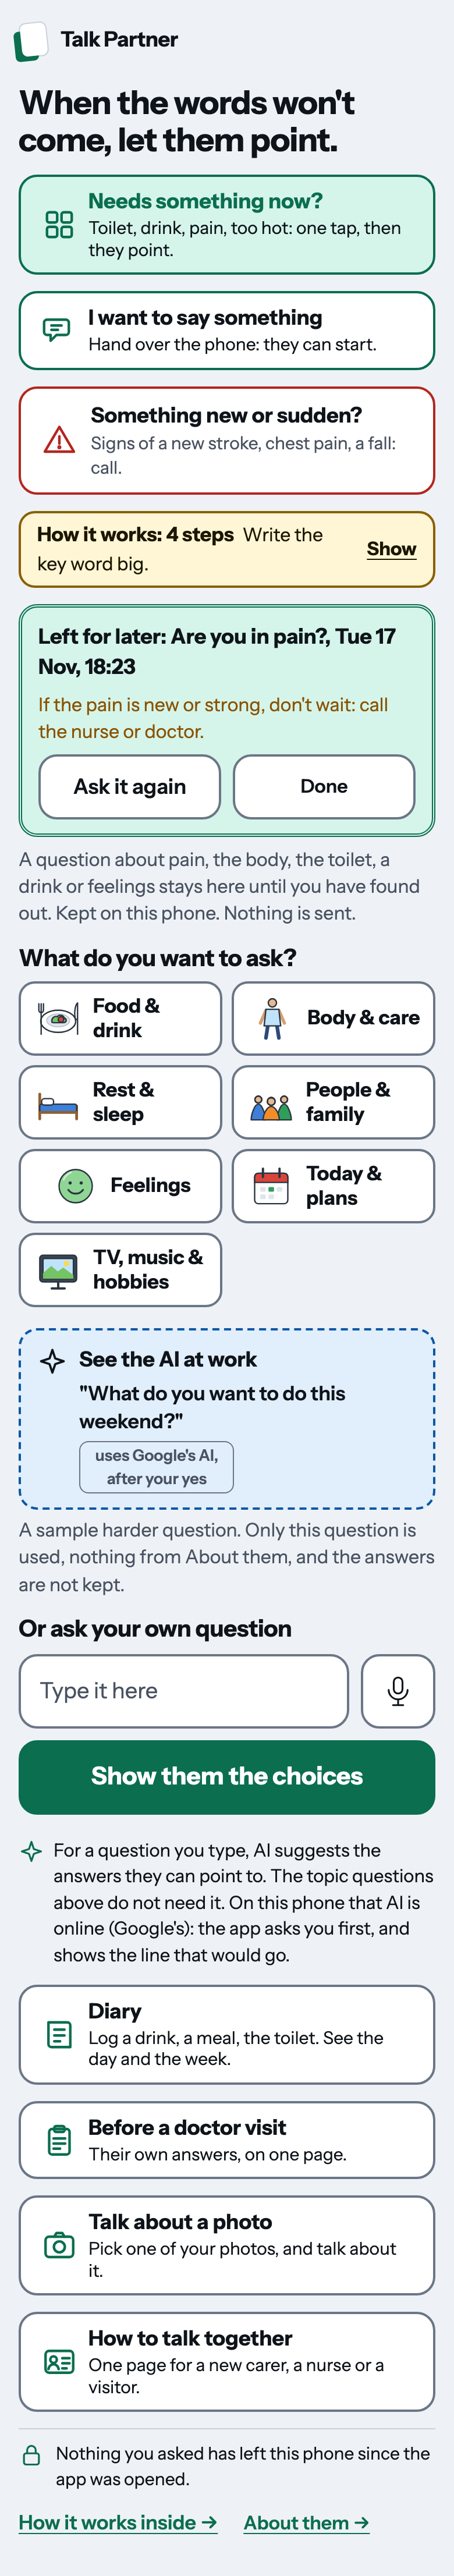 Talk Partner
When the words won't
come, let them point.
Needs something now?
Toilet, drink, pain, too hot: one tap, then
they point.
I want to say something
Hand over the phone: they can start.
Something new or sudden?
Signs of a new stroke, chest pain, a fall:
call.
How it works: 4 steps Write the
key word big.
Show
Left for later: Are you in pain?, Tue 17
Nov, 18:23
If the pain is new or strong, don't wait: call
the nurse or doctor.
Ask it again
Done
A question about pain, the body, the toilet, a
drink or feelings stays here until you have found
out. Kept on this phone. Nothing is sent.
What do you want to ask?
Food &
drink
Body & care
Rest &
sleep
People &
family
Feelings
Today &
plans
TV, music &
hobbies
See the AI at work
"What do you want to do this
weekend?"
uses Google's AI,
after your yes
A sample harder question. Only this question is
used, nothing from About them, and the answers
are not kept.
Or ask your own question
Type it here
Show them the choices
For a question you type, AI suggests the
answers they can point to. The topic questions
above do not need it. On this phone that AI is
online (Google's): the app asks you first, and
shows the line that would go.
Diary
Log a drink, a meal, the toilet. See the
day and the week.
Before a doctor visit
Their own answers, on one page.
Talk about a photo
Pick one of your photos, and talk about
it.
How to talk together
One page for a new carer, a nurse or a
visitor.
Nothing you asked has left this phone since the
app was opened.
How it works inside →
About them →